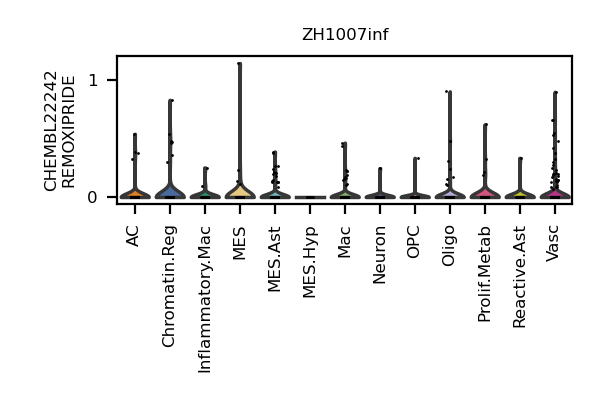 ZH1007inf
CHEMBL22242
REMOXIPRIDE
1
0
AC
Chromatin.Reg
Inflammatory.Mac
MES
MES.Ast
MES.Hyp
Mac
Neuron
OPC
Oligo
Prolif.Metab
Reactive.Ast
Vasc